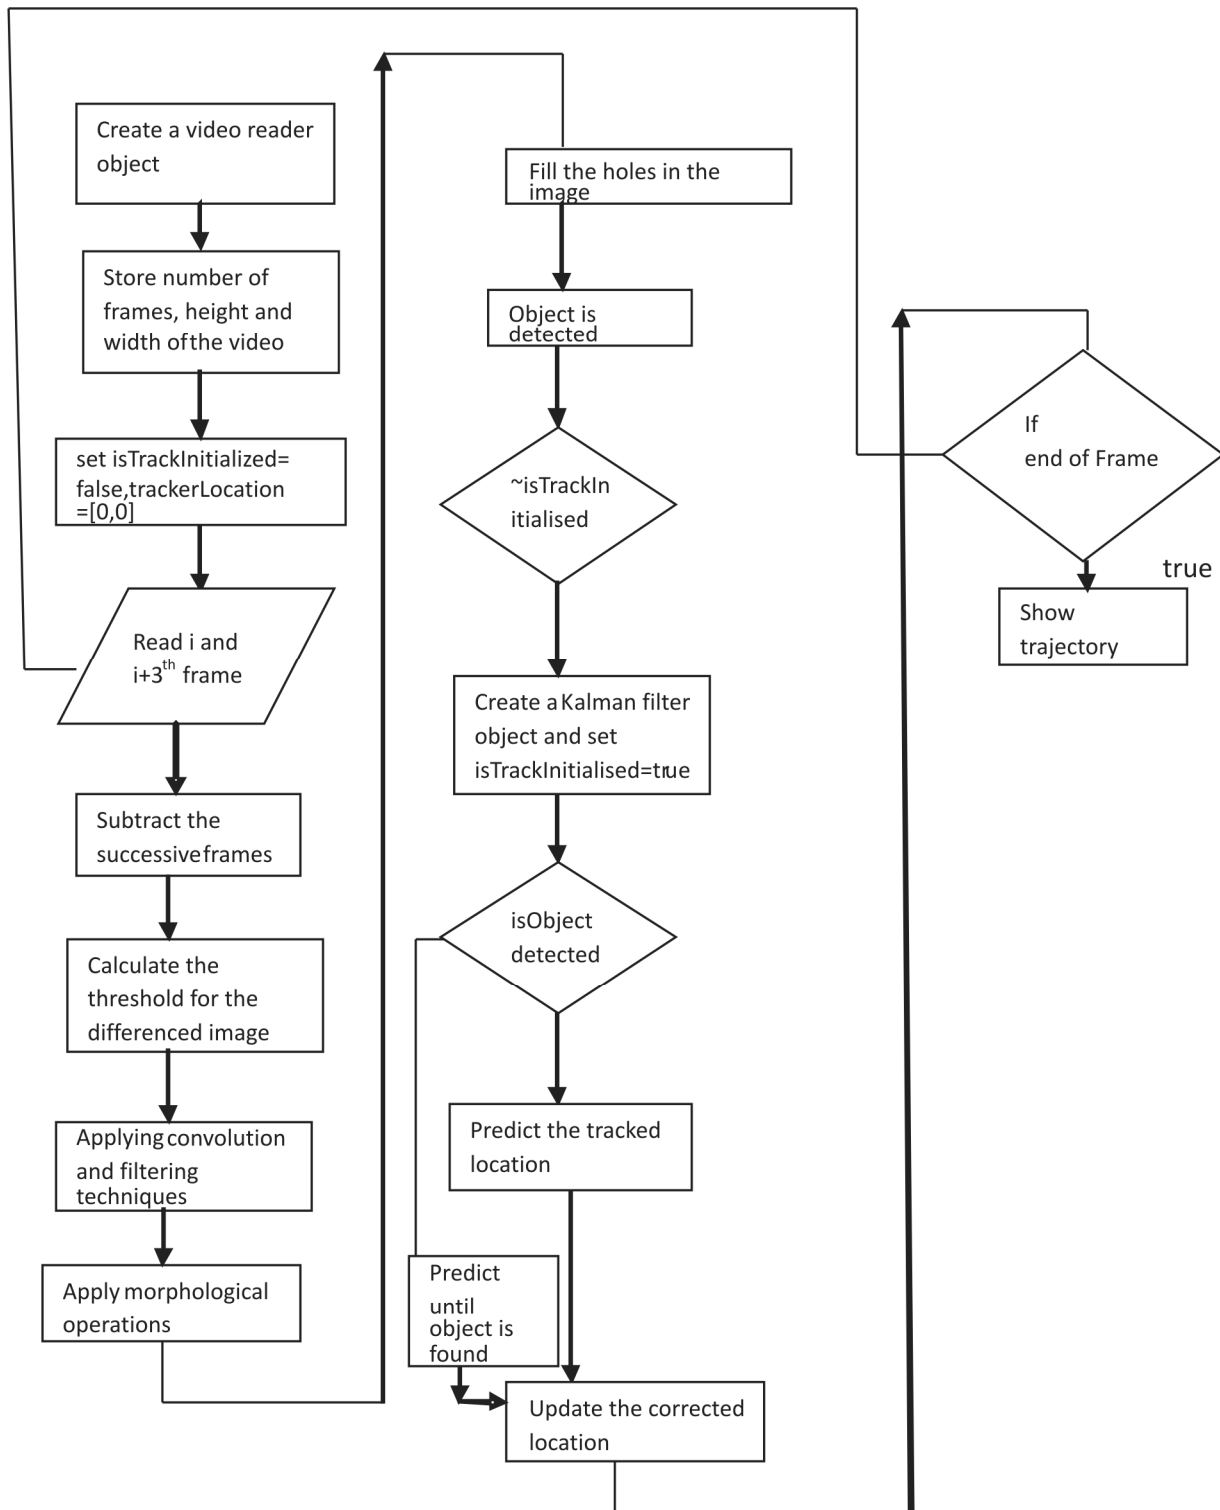 Create a video reader
object
Store number of
frames, height and
width of the video
set isTrackInitialized=
false,trackerLocation
=[0,0]
Read i and
i+3th frame
Subtract the
successive frames
Calculate the
threshold for the
differenced image
Applying convolution
and filtering
techniques
Apply morphological
operations
Fill the holes in the
image
Object is
detected
~isTrackIn
itialised
Create a Kalman filter
object and set
isTrackInitialised=true
isObject
detected
Predict the tracked
location
Predict
until
object is
found
Update the corrected
location
If
end of Frame
true
Show
trajectory